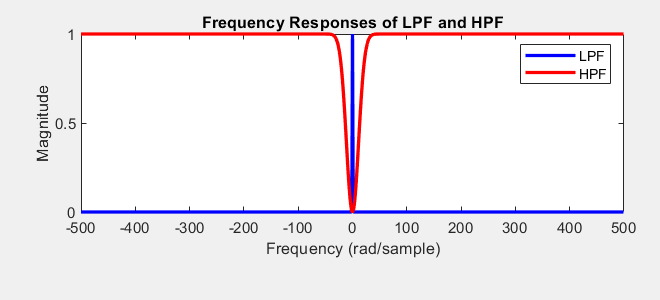 Frequency Responses of LPF and HPF
1
LPF
HPF
Magnitude
0.5
0
-500 -400 -300 -200 -100 0 100 200 300 400 500
Frequency (rad/sample)